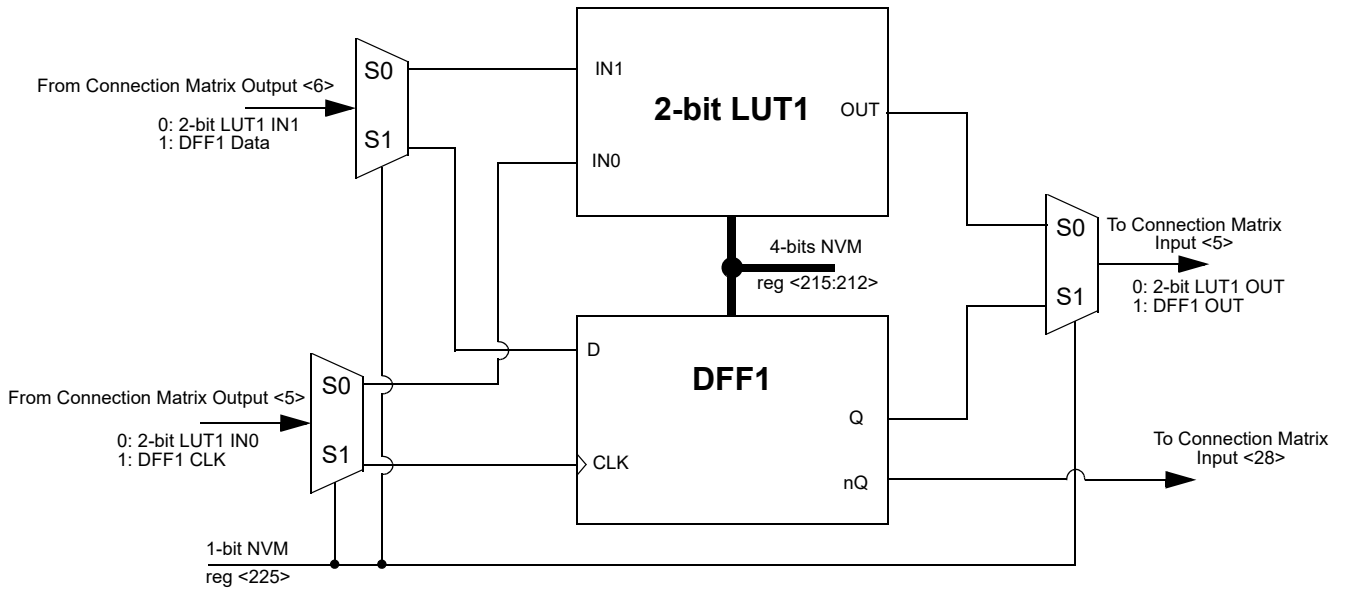 From Connection Matrix Output <6>
0: 2-bit LUT1 IN1
1: DFF1 Data
S0
S1
IN1
IN0
2-bit LUT1
OUT
4-bits NVM
reg <215:212>
S0
S1
To Connection Matrix
Input <5>
0: 2-bit LUT1 OUT
1: DFF1 OUT
From Connection Matrix Output <5>
0: 2-bit LUT1 IN0
1: DFF1 CLK
S0
S1
D
CLK
DFF1
Q
nQ
To Connection Matrix
Input <28>
1-bit NVM
reg <225>